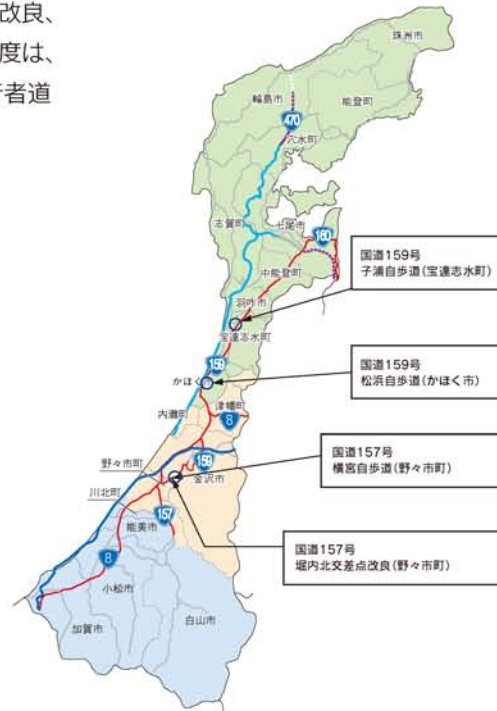 改良、
度は、
者道
珠洲市
輪島市
能登町
470
穴水町
志賀町
七尾市
160
国道159号
子浦自歩道(宝達志水町)
中能登町
羽咋市
宝達志水町
159
国道159号
松浜自歩道(かほく市)
かほく市
内灘町
津幡町
8
野々市町
159
金沢市
国道157号
横宮自歩道(野々市町)
川北町
157
能美市
国道157号
堀内北交差点改良(野々市町)
8
小松市
加賀市
白山市